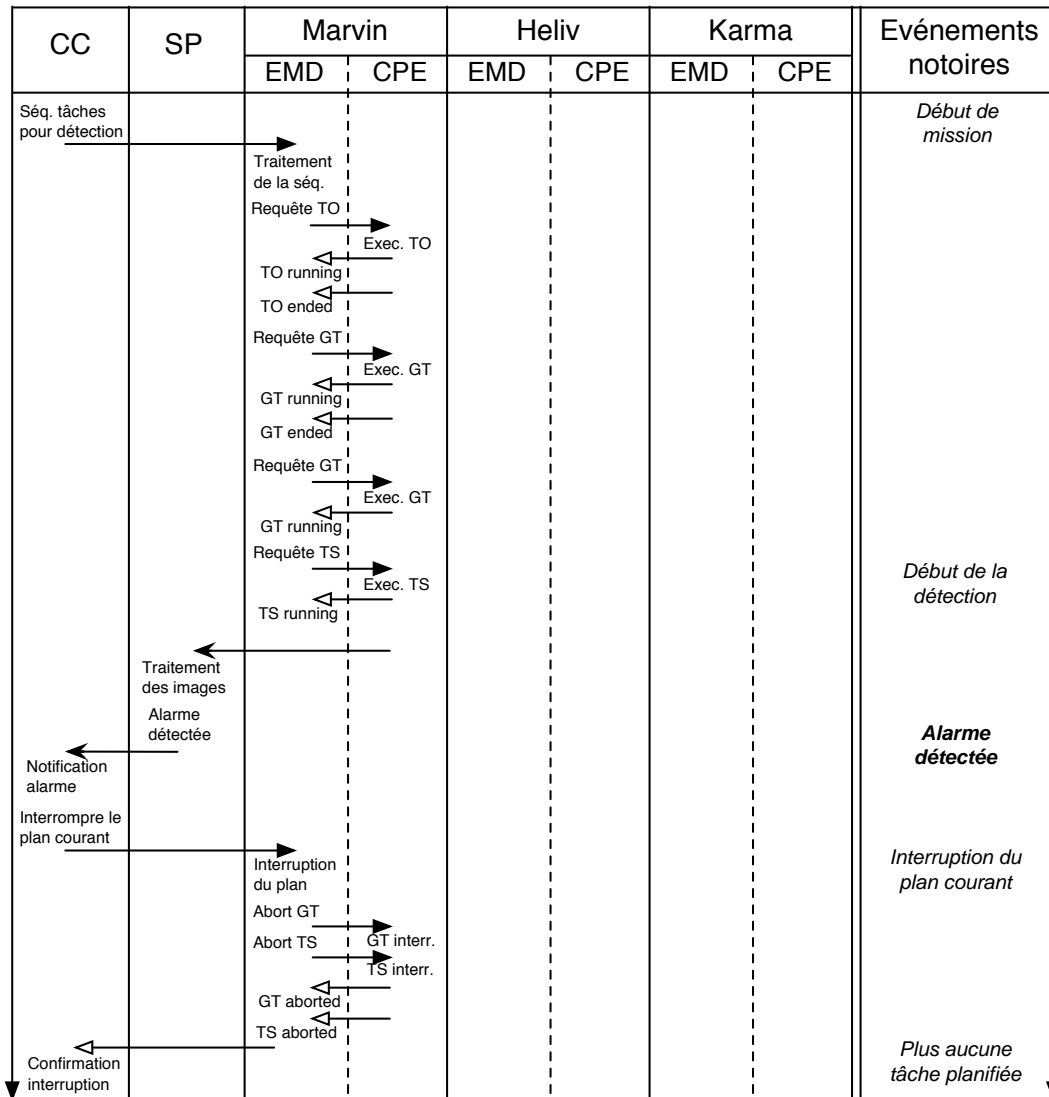 CC
SP
Marvin
Heliv
Karma
Evénements
notoires
EMD
CPE
EMD
CPE
EMD
CPE
Séq. tâches
pour détection
Début de
mission
Traitement
de la séq.
Requête TO
Exec. TO
TO running
TO ended
Requête GT
Exec. GT
GT running
GT ended
Requête GT
Exec. GT
GT running
Requête TS
Exec. TS
Début de la
détection
TS running
Traitement
des images
Alarme
détectée
Alarme
détectée
Notification
alarme
Interrompre le
plan courant
Interruption
du plan
Interruption du
plan courant
Abort GT
GT interr.
Abort TS
TS interr.
GT aborted
TS aborted
Confirmation
interruption
Plus aucune
tâche planifiée